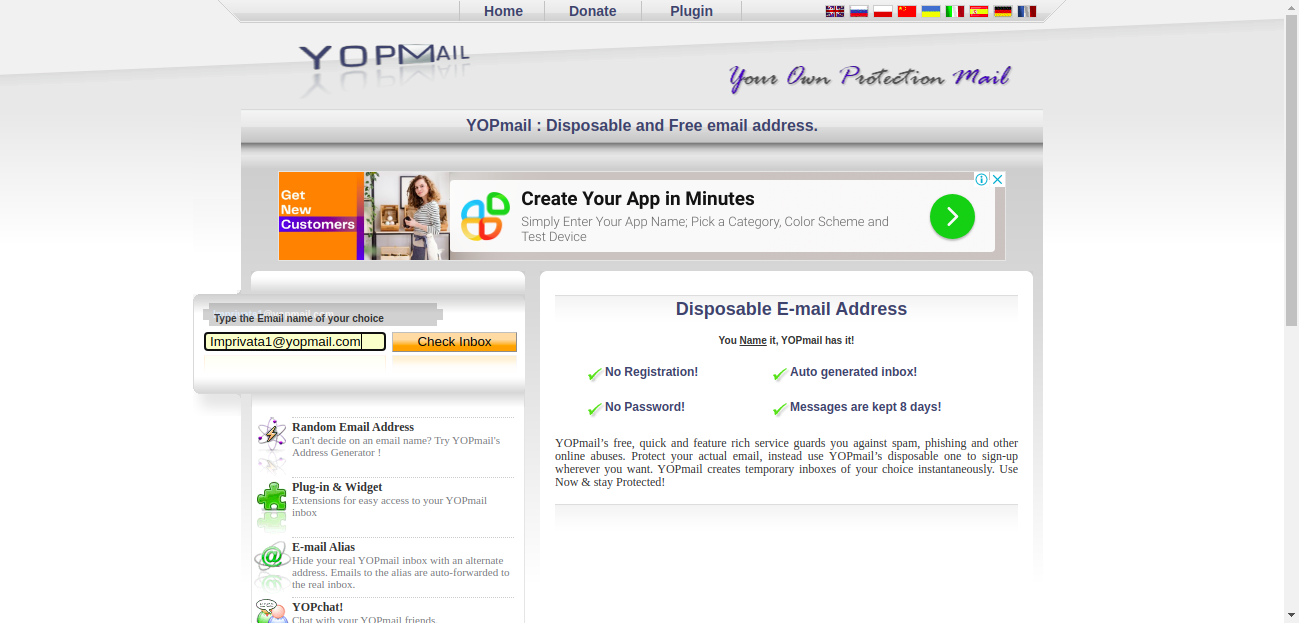 Home Donate Plugin
YOPMAIL
Your Own Protection Mail
YOPmail : Disposable and Free email address.
Get
New
Customers
Create Your App in Minutes
Simply Enter Your App Name; Pick a Category, Color Scheme and
Test Device
Type the Email name of your choice
Imprivata1@yopmail.com
Check Inbox
Random Email Address
Can't decide on an email name? Try YOPmail's
Address Generator !
Plug-in & Widget
Extensions for easy access to your YOPmail
inbox
E-mail Alias
Hide your real YOPmail inbox with an alternate
address. Emails to the alias are auto-forwarded to
the real inbox.
YOPchat!
Chat with your YOPmail friends.
Disposable E-mail Address
You Name it, YOPmail has it!
No Registration!
Auto generated inbox!
No Password!
Messages are kept 8 days!
YOPmail’s free, quick and feature rich service guards you against spam, phishing and other
online abuses. Protect your actual email, instead use YOPmail’s disposable one to sign-up
wherever you want. YOPmail creates temporary inboxes of your choice instantaneously. Use
Now & stay Protected!